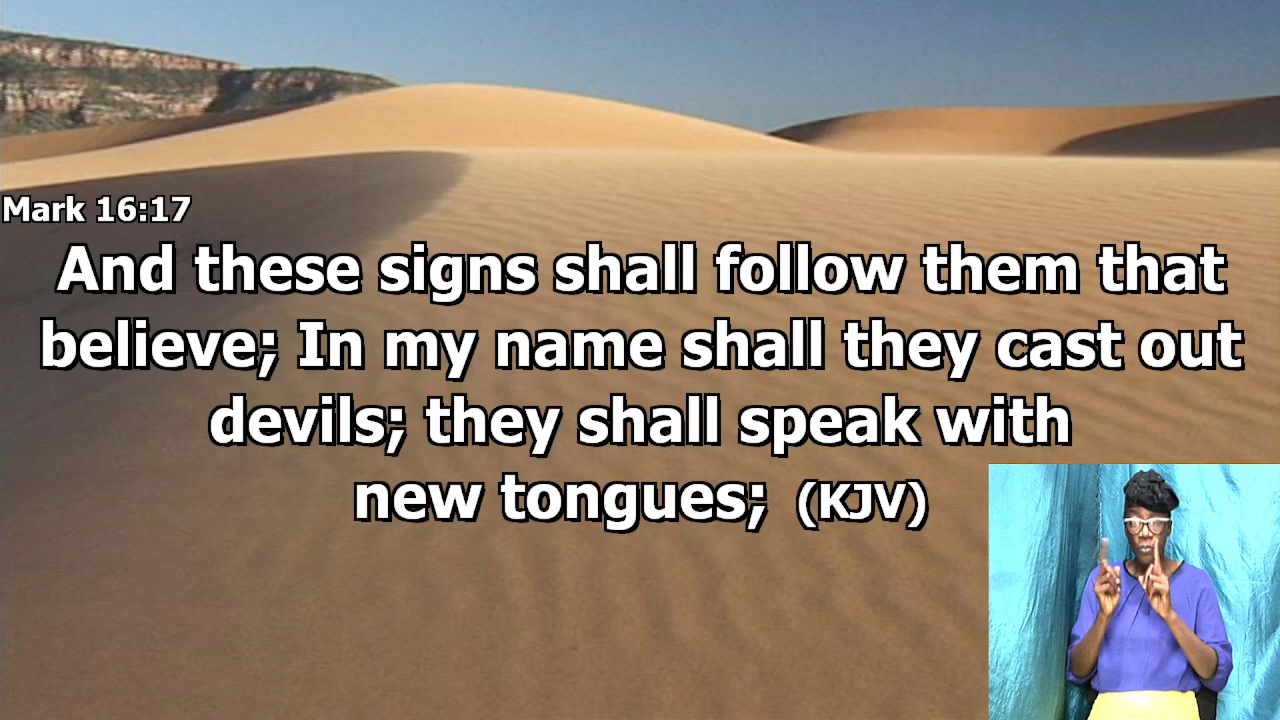 Mark 16:17
And these signs shall follow them that
believe; In my name shall they cast out
devils; they shall speak with
new tongues; (KJV)